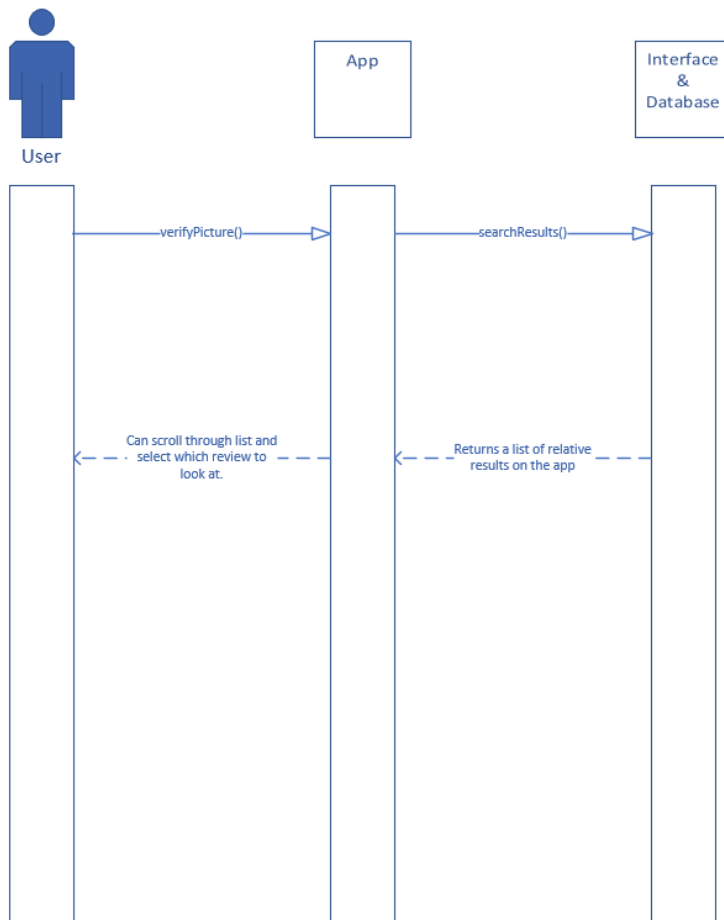 App
Interface
&
Database
User
verifyPicture()
searchResults()
Can scroll through list and
select which review to
look at.
Returns a list of relative
results on the app